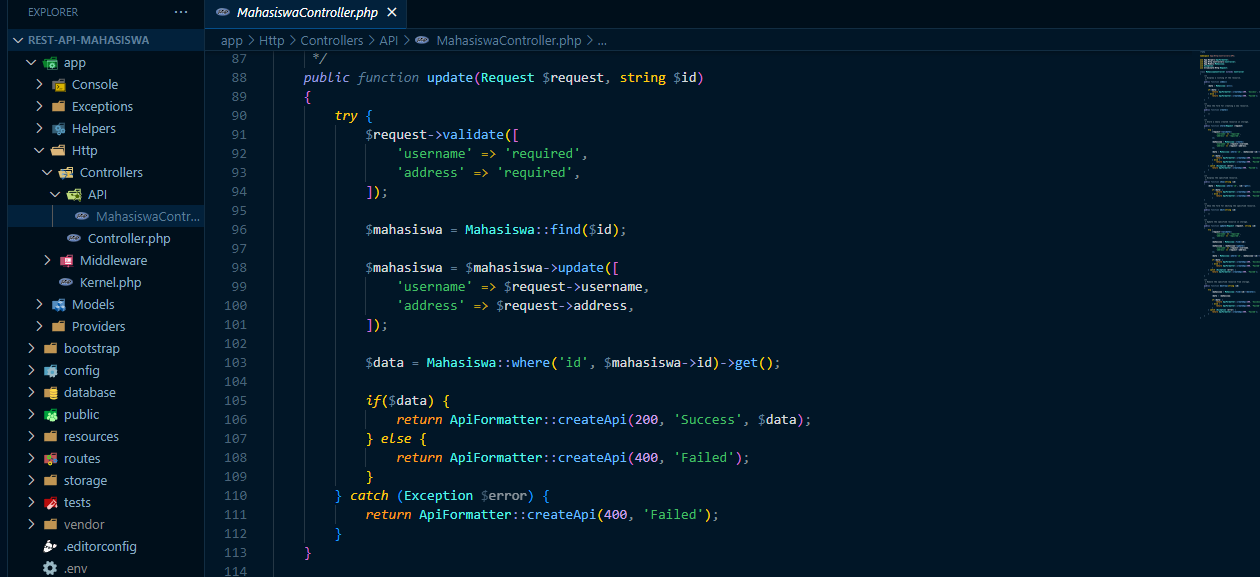 EXPLORER ...
MahasiswaController.php ×
REST-API-MAHASISWA
app
Console
Exceptions
Helpers
Http
Controllers
API
MahasiswaContr...
Controller.php
Middleware
Kernel.php
Models
Providers
bootstrap
config
database
public
resources
routes
storage
tests
vendor
.editorconfig
.env
app > Http > Controllers > API > MahasiswaController.php > ...
87 */
88 public function update(Request $request, string $id)
89 {
90 try {
91 $request->validate([
92 'username' => 'required',
93 'address' => 'required',
94 ]);
95
96 $mahasiswa = Mahasiswa::find($id);
97
98 $mahasiswa = $mahasiswa->update([
99 'username' => $request->username,
100 'address' => $request->address,
101 ]);
102
103 $data = Mahasiswa::where('id', $mahasiswa->id)->get();
104
105 if($data) {
106 return ApiFormatter::createApi(200, 'Success', $data);
107 } else {
108 return ApiFormatter::createApi(400, 'Failed');
109 }
110 } catch (Exception $error) {
111 return ApiFormatter::createApi(400, 'Failed');
112 }
113 }
114